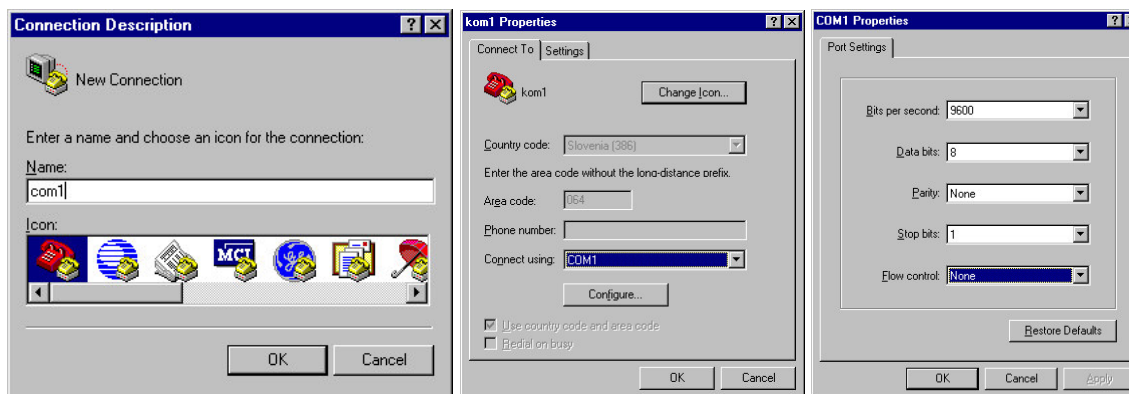 Connection Description
New Connection
Enter a name and choose an icon for the connection:
Name:
com1
Icon:
MCI
OK Cancel
kom1 Properties
Connect To Settings
kom1 Change Icon...
Country code: Slovenia (386)
Enter the area code without the long-distance prefix.
Area code: 064
Phone number:
Connect using: COM1
Configure...
Use country code and area code
Redial on busy
OK Cancel
COM1 Properties
Port Settings
Bits per second: 9600
Data bits: 8
Parity: None
Stop bits: 1
Flow control: None
Restore Defaults
OK Cancel Apply